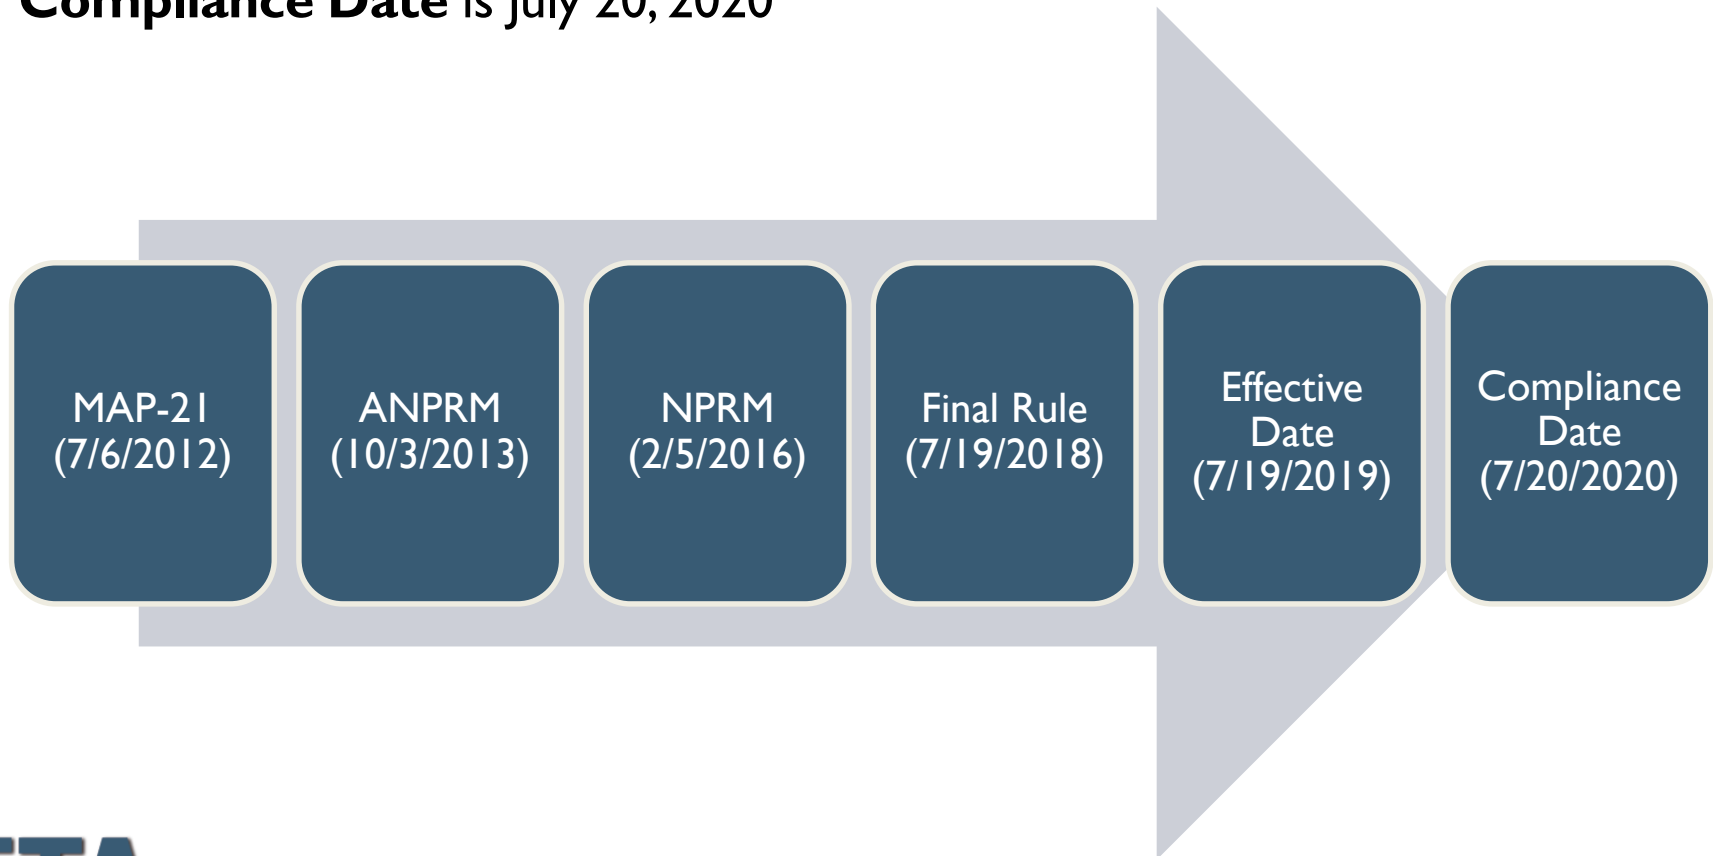 Compliance Date is July 20, 2020
MAP-21
(7/6/2012)
ANPRM
(10/3/2013)
NPRM
(2/5/2016)
Final Rule
(7/19/2018)
Effective
Date
(7/19/2019)
Compliance
Date
(7/20/2020)